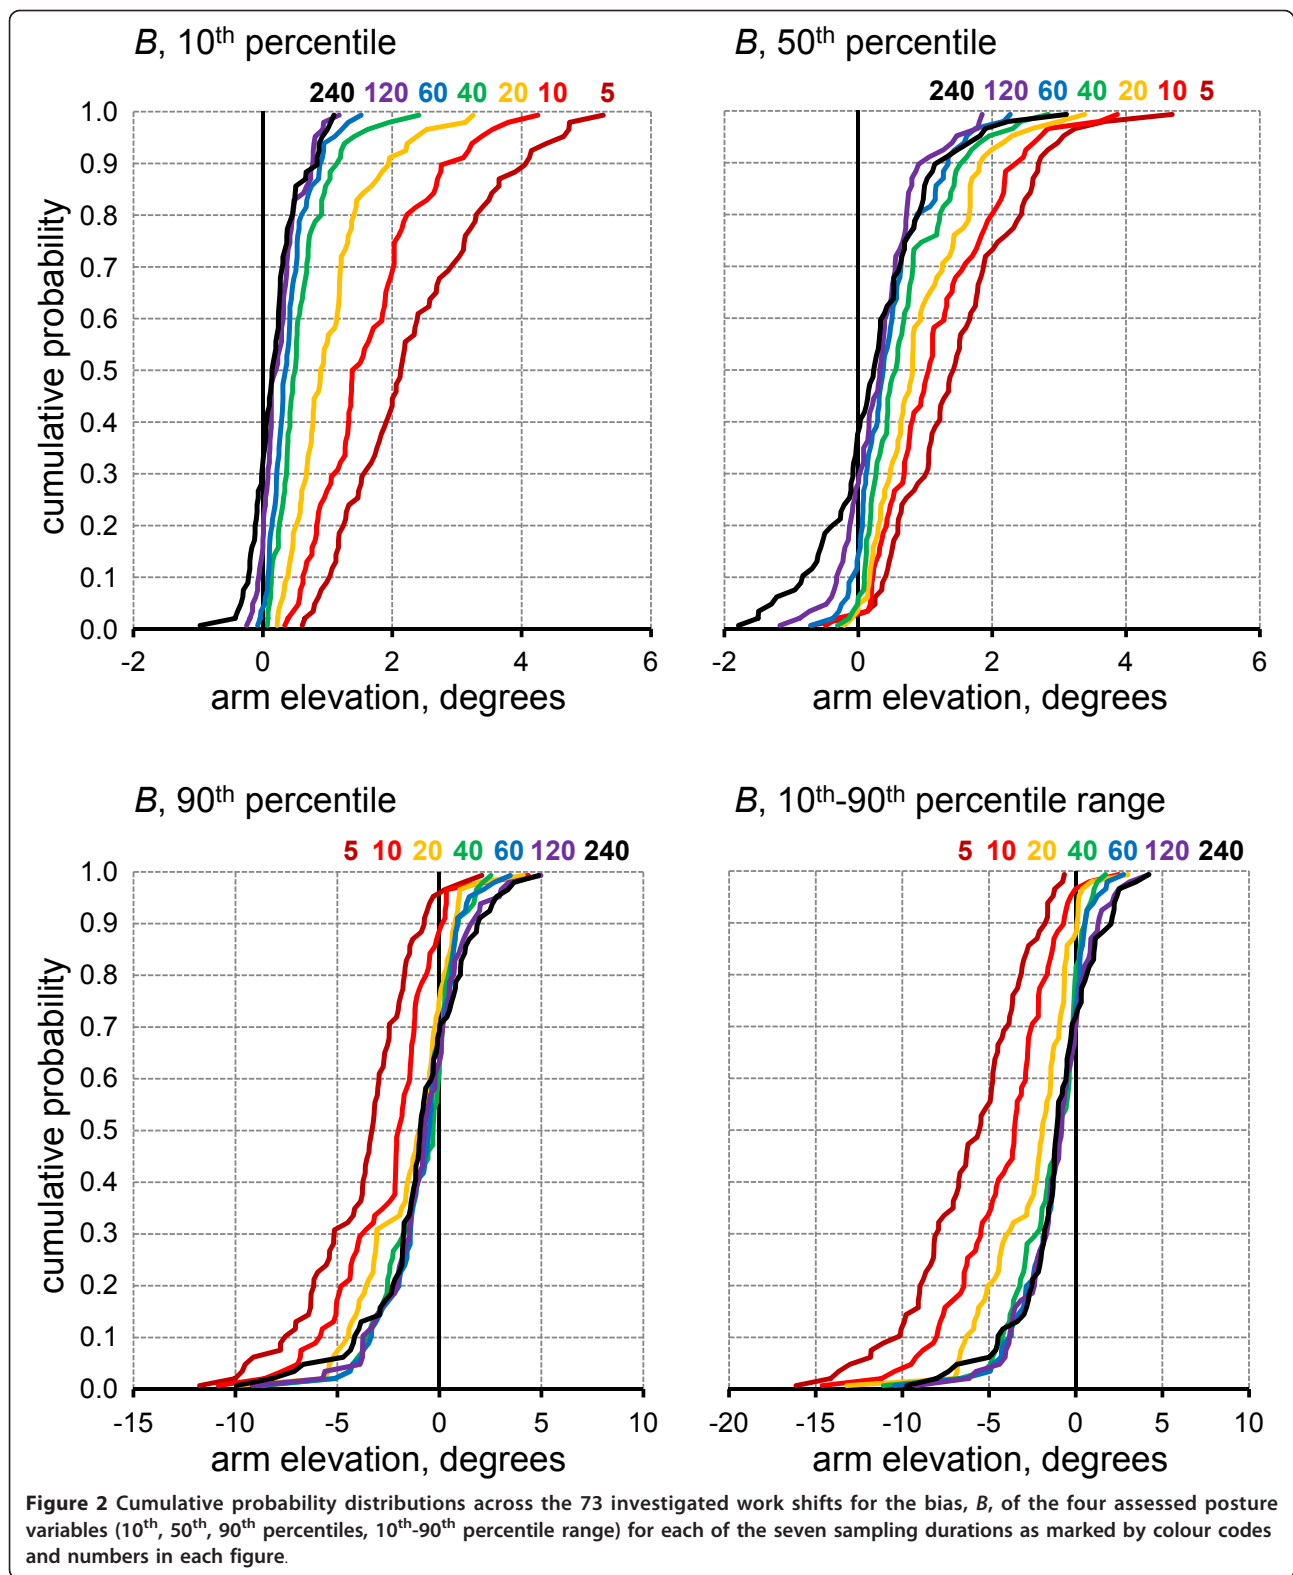 B, 10th percentile
240 120 60 40 20 10 5
1.0
0.9
0.8
0.7
0.6
0.5
0.4
0.3
0.2
0.1
0.0
cumulative probability
-2 0 2 4 6
arm elevation, degrees
B, 50th percentile
240 120 60 40 20 10 5
-2 0 2 4 6
arm elevation, degrees
B, 90th percentile
5 10 20 40 60 120 240
1.0
0.9
0.8
0.7
0.6
0.5
0.4
0.3
0.2
0.1
0.0
cumulative probability
-15 -10 -5 0 5 10
arm elevation, degrees
B, 10th-90th percentile range
5 10 20 40 60 120 240
-20 -15 -10 -5 0 5 10
arm elevation, degrees
Figure 2 Cumulative probability distributions across the 73 investigated work shifts for the bias, B, of the four assessed posture
variables (10th, 50th, 90th percentiles, 10th-90th percentile range) for each of the seven sampling durations as marked by colour codes
and numbers in each figure.